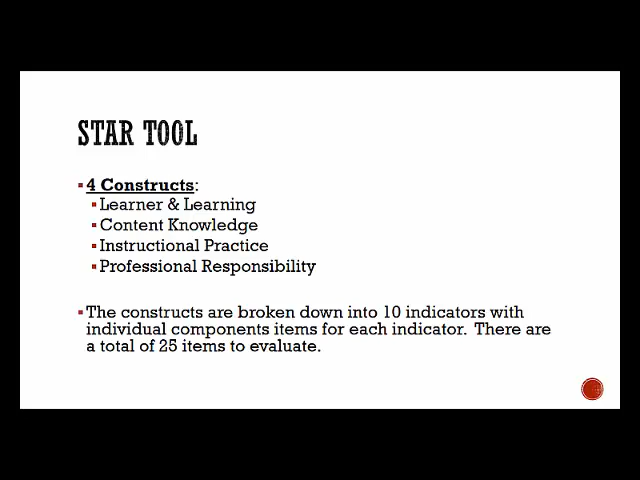 STAR TOOL
4 Constructs:
Learner & Learning
Content Knowledge
Instructional Practice
Professional Responsibility
The constructs are broken down into 10 indicators with
individual components items for each indicator. There are
a total of 25 items to evaluate.